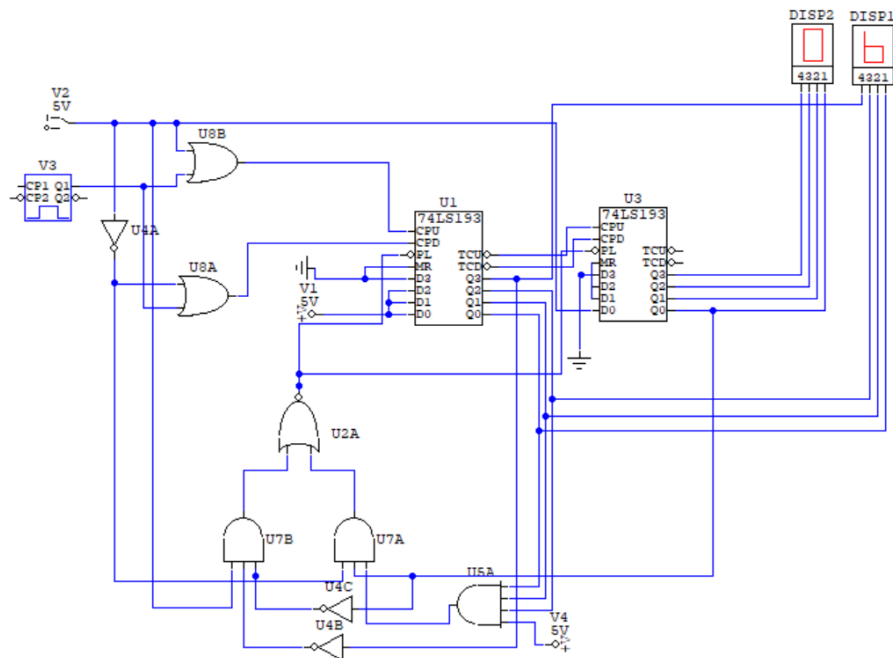 DISP2 DISP1
4321 4321
V2
5V
U8B
V3
CP1 Q1
CP2 Q2
U4A
U8A
U1
74LS193
CPU
CPD
PL
MR
D3
D2
D1
D0
TCU
TCD
Q3
Q2
Q1
Q0
U3
74LS193
CPU
CPD
PL
MR
D3
D2
D1
D0
TCU
TCD
Q3
Q2
Q1
Q0
V1
5V
+V
U2A
U7B
U7A
U5A
U4C
U4B
V4
5V
+V